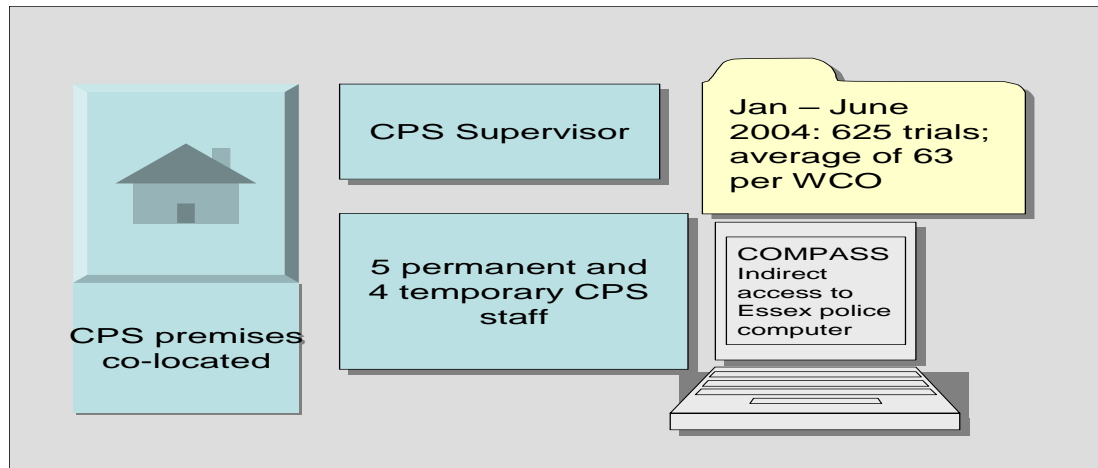 CPS premises
co-located
CPS Supervisor
5 permanent and
4 temporary CPS
staff
Jan – June
2004: 625 trials;
average of 63
per WCO
COMPASS
Indirect
access to
Essex police
computer